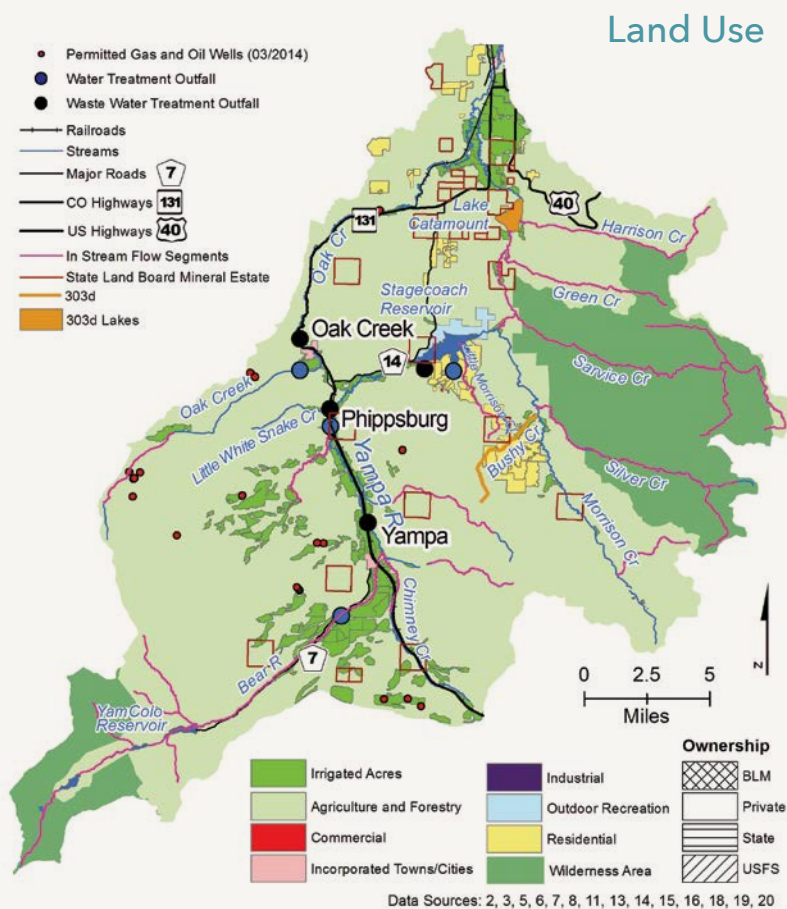 Land Use
Permitted Gas and Oil Wells (03/2014)
Water Treatment Outfall
Waste Water Treatment Outfall
Railroads
Streams
Major Roads 7
CO Highways 131
US Highways 40
In Stream Flow Segments
State Land Board Mineral Estate
303d
303d Lakes
40
131
Lake
Catamount
Harrison Cr
Oak Cr
Green Cr
Stagecoach
Reservoir
Oak Creek
14
Sarvice Cr
Little Morrison
Oak Creek
Little White Snake Cr
Phippsburg
Bushy Cr
Silver Cr
Yampa R
Morrison Cr
Yampa
Chimney Cr
7
Bear R
YamColo
Reservoir
N
0 2.5 5
Miles
Irrigated Acres
Agriculture and Forestry
Commercial
Incorporated Towns/Cities
Industrial
Outdoor Recreation
Residential
Wilderness Area
Ownership
BLM
Private
State
USFS
Data Sources: 2, 3, 5, 6, 7, 8, 11, 13, 14, 15, 16, 18, 19, 20